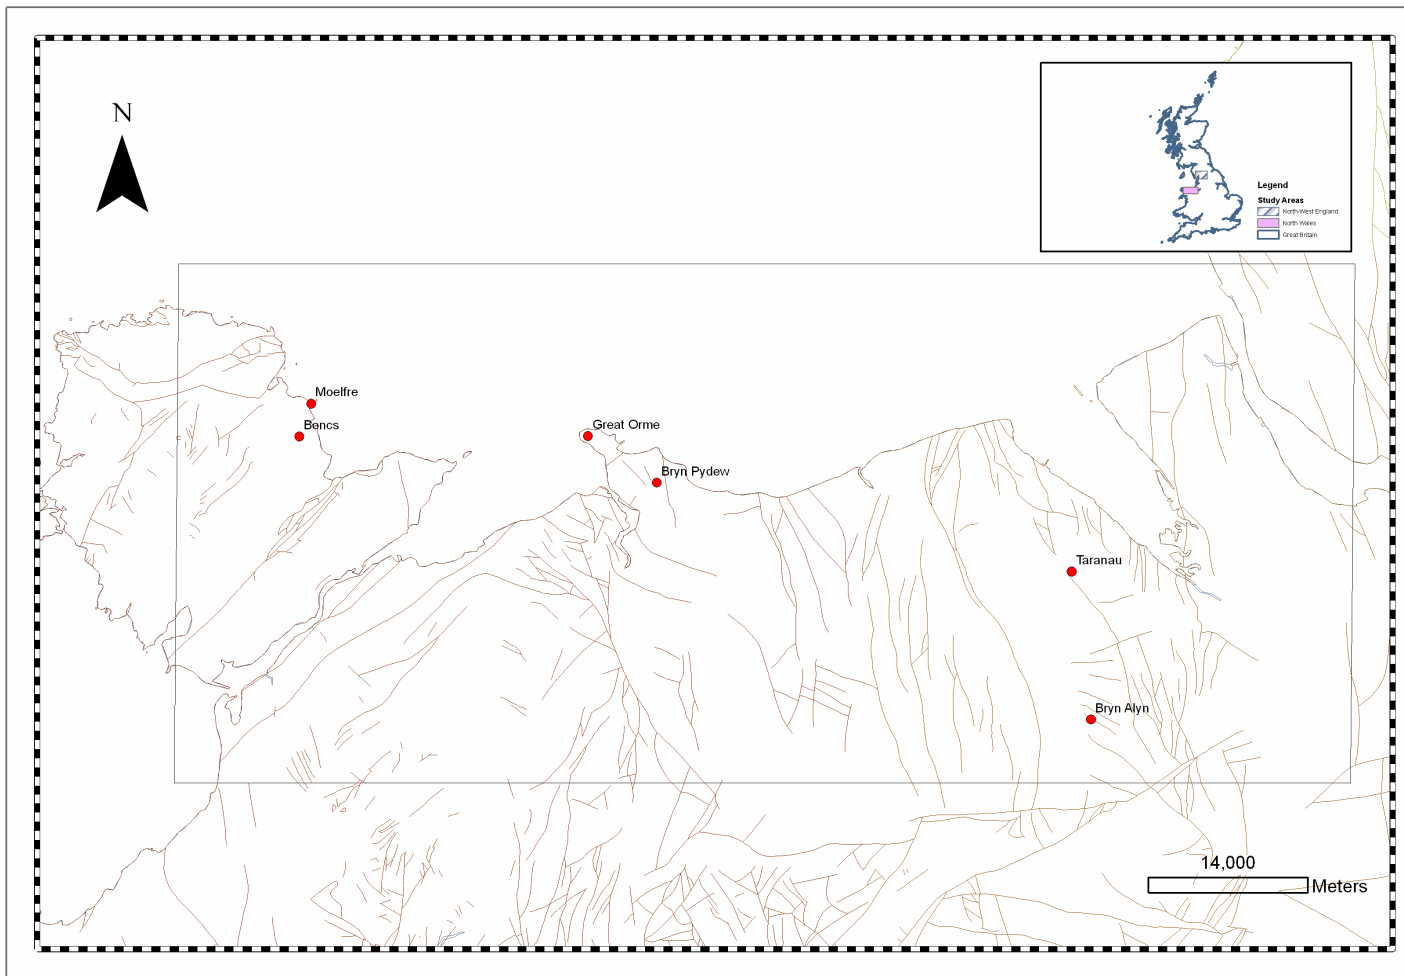 N
Legend
Study Areas
North-West England
North Wales
Great Britain
Moelfre
Bencs
Great Orme
Bryn Pydew
Taranau
Bryn Alyn
14,000
Meters